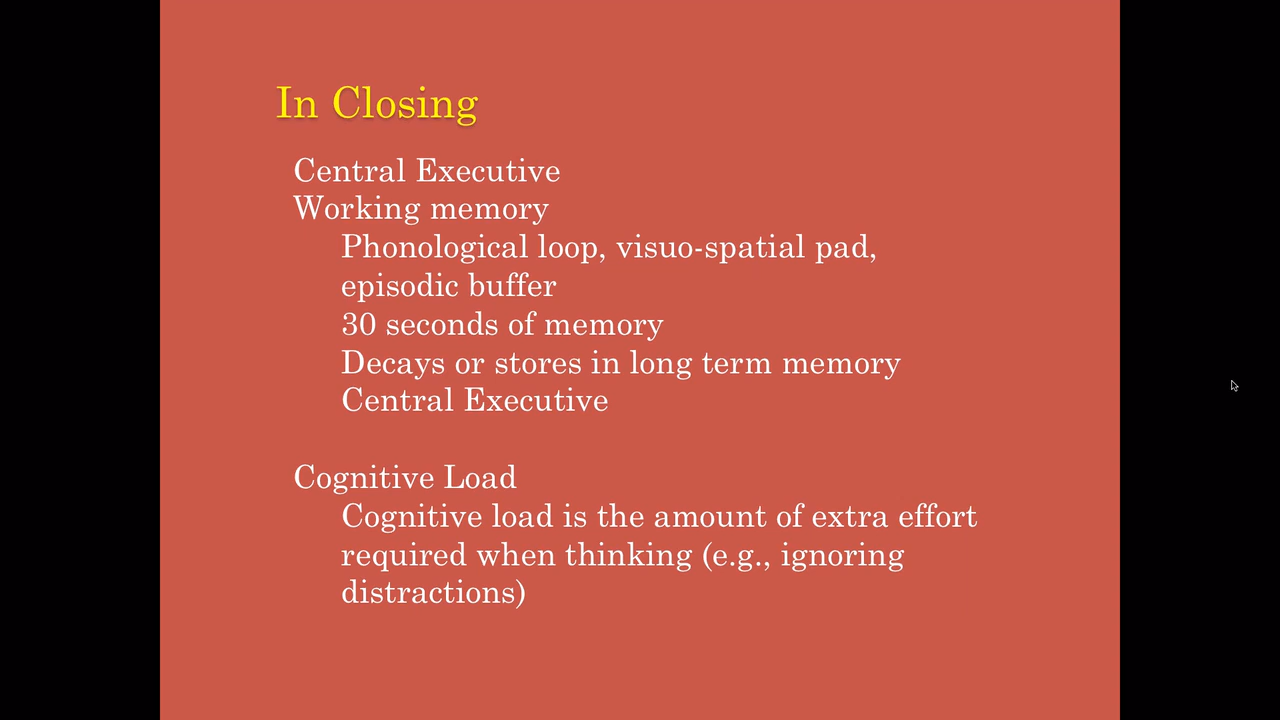 In Closing
Central Executive
Working memory
Phonological loop, visuo-spatial pad,
episodic buffer
30 seconds of memory
Decays or stores in long term memory
Central Executive
Cognitive Load
Cognitive load is the amount of extra effort
required when thinking (e.g., ignoring
distractions)